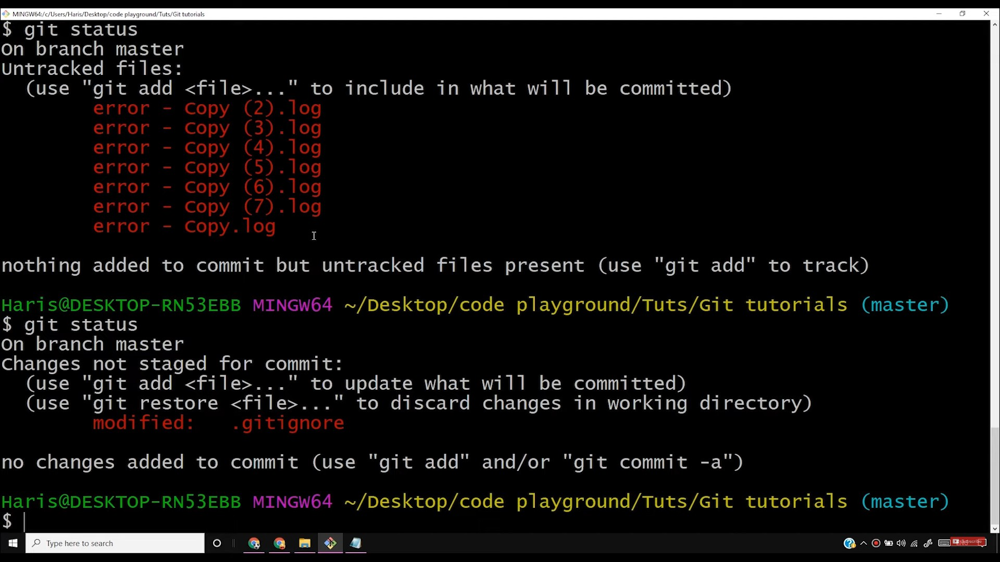 MINGW64:/c/Users/Haris/Desktop/code playground/Tuts/Git tutorials
$ git status
On branch master
Untracked files:
(use "git add <file>..." to include in what will be committed)
error - Copy (2).log
error - Copy (3).log
error - Copy (4).log
error - Copy (5).log
error - Copy (6).log
error - Copy (7).log
error - Copy.log
nothing added to commit but untracked files present (use "git add" to track)
Haris@DESKTOP-RN53EBB MINGW64 ~/Desktop/code playground/Tuts/Git tutorials (master)
$ git status
On branch master
Changes not staged for commit:
(use "git add <file>..." to update what will be committed)
(use "git restore <file>..." to discard changes in working directory)
modified: .gitignore
no changes added to commit (use "git add" and/or "git commit -a")
Haris@DESKTOP-RN53EBB MINGW64 ~/Desktop/code playground/Tuts/Git tutorials (master)
$
Type here to search
Subscribe